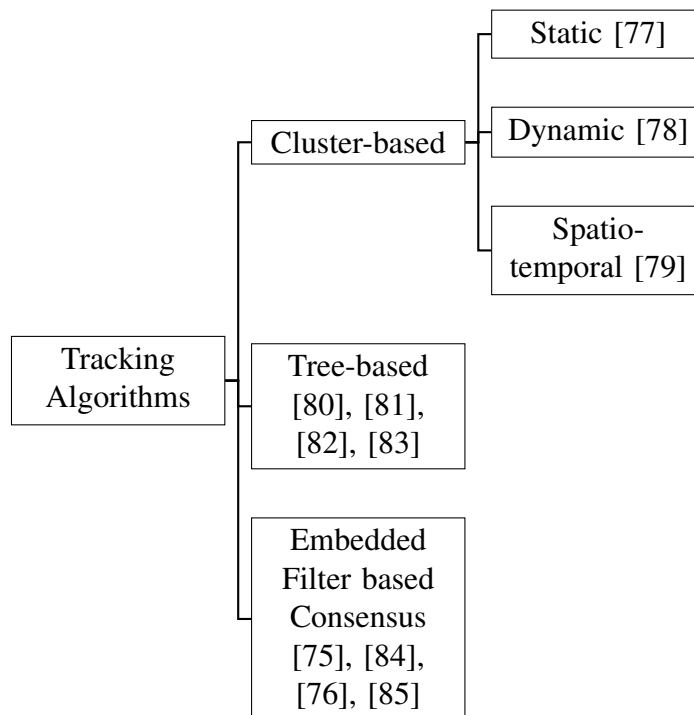 Static [77]
Cluster-based
Dynamic [78]
Spatio-
temporal [79]
Tracking
Algorithms
Tree-based
[80], [81],
[82], [83]
Embedded
Filter based
Consensus
[75], [84],
[76], [85]